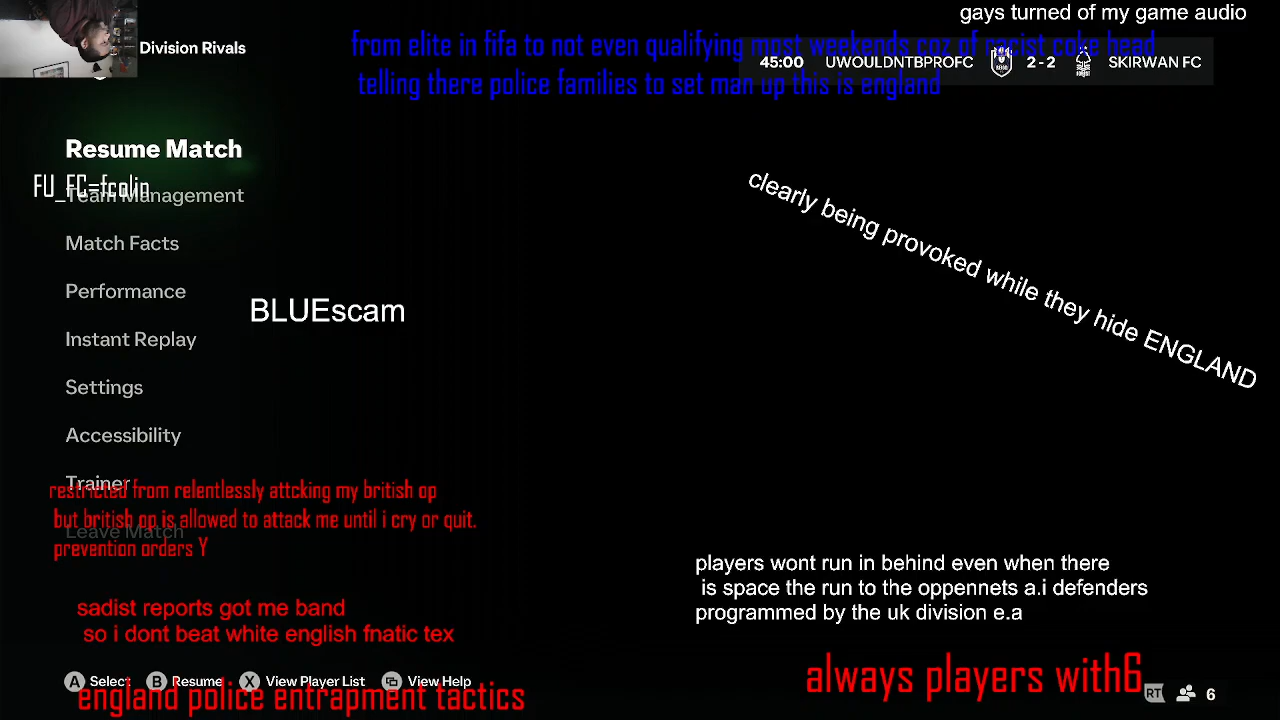 gays turned of my game audio
Division Rivals
from elite in fifa to not even qualifying most weekends coz of racist coke head
telling there police families to set man up this is england
45:00 UWOULDNTBPROFC 2-2 SKIRWAN FC
Resume Match
FU_FC=fcolin
Team Management
clearly being provoked while they hide ENGLAND
Match Facts
Performance
BLUEscam
Instant Replay
Settings
Accessibility
Trainer
restricted from relentlessly attcking my british op
but british op is allowed to attack me until i cry or quit.
Leave Match
prevention orders Y
players wont run in behind even when there
is space the run to the oppennets a.i defenders
programmed by the uk division e.a
sadist reports got me band
so i dont beat white english fnatic tex
always players with6
A Select B Resume X View Player List View Help
RT 6
england police entrapment tactics